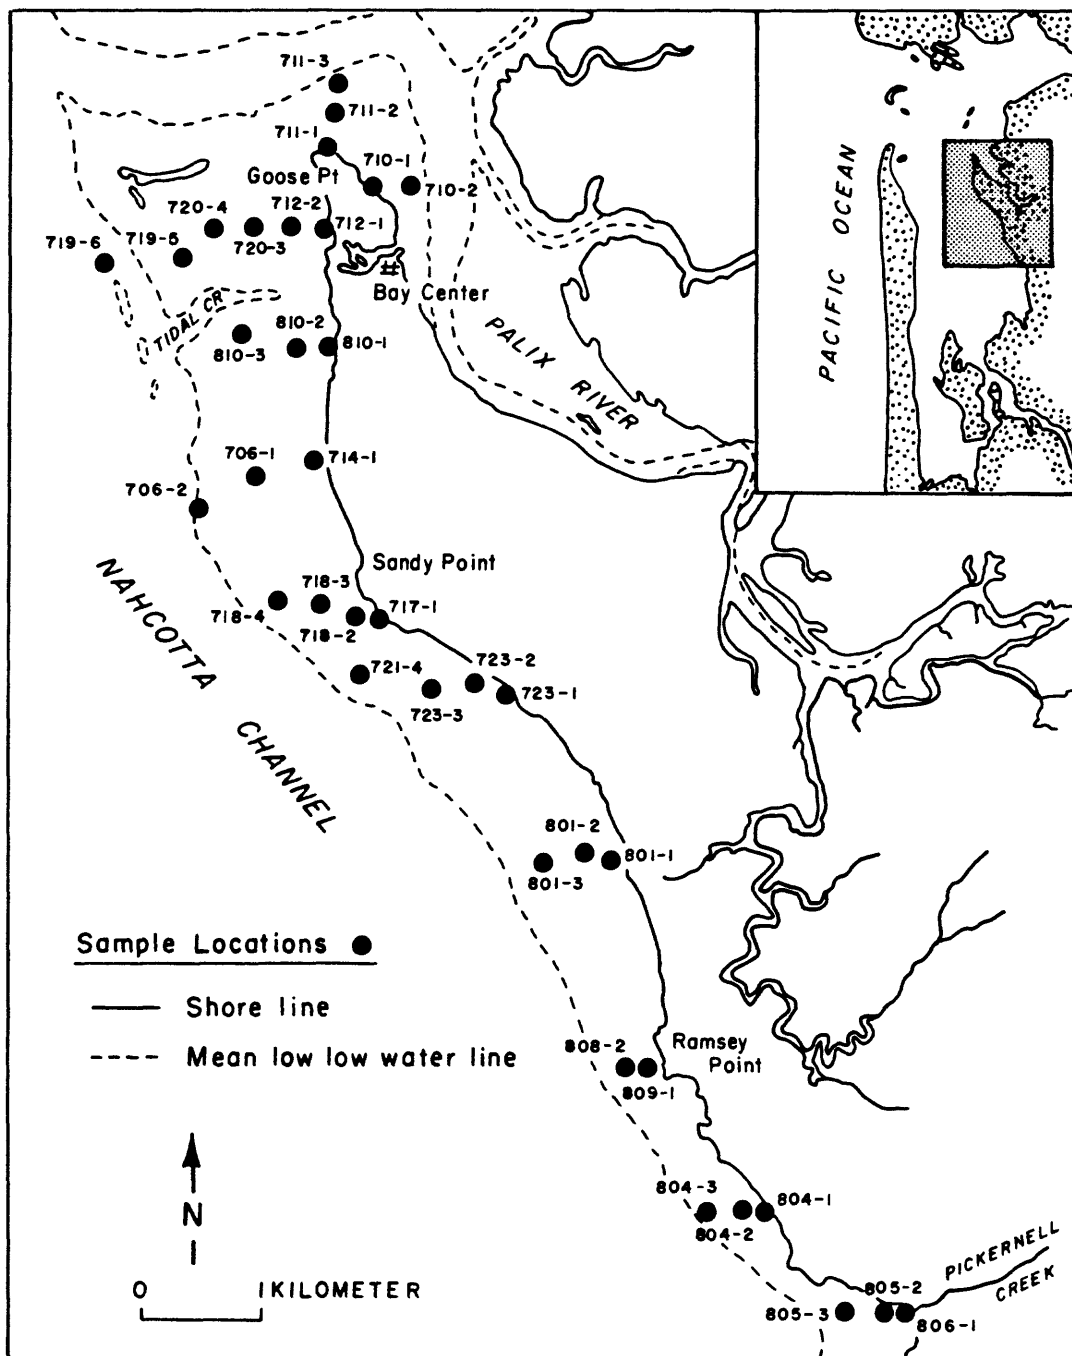 711-3
711-2
711-1
710-1
Goose Pt
710-2
712-2
720-4
712-1
720-3
719-6
719-5
Bay Center
TIDAL CR
810-2
810-1
810-3
PALIX RIVER
PACIFIC OCEAN
706-1
714-1
706-2
Sandy Point
NAHCOTTA CHANNEL
718-3
717-1
718-4
718-2
721-4
723-2
723-1
723-3
801-2
801-1
801-3
Sample Locations
Shore line
Mean low low water line
808-2
Ramsey
Point
809-1
804-3
804-1
804-2
N
0 1 KILOMETER
PICKERNELL
CREEK
805-2
805-3
806-1